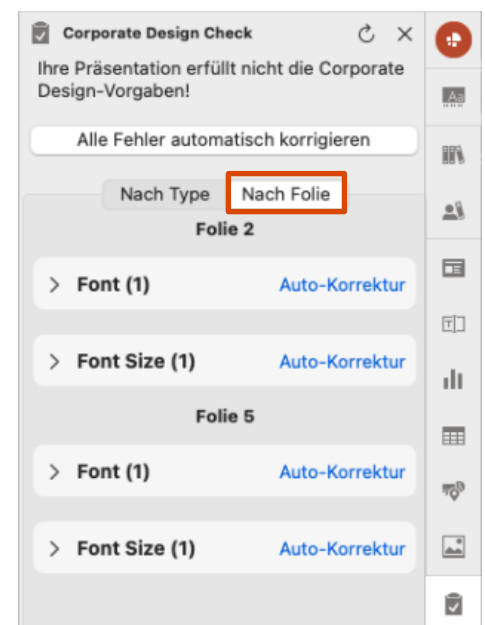 Corporate Design Check
Ihre Präsentation erfüllt nicht die Corporate
Design-Vorgaben!
Alle Fehler automatisch korrigieren
Nach Type Nach Folie
Folie 2
Font (1) Auto-Korrektur
Font Size (1) Auto-Korrektur
Folie 5
Font (1) Auto-Korrektur
Font Size (1) Auto-Korrektur
Aa
T